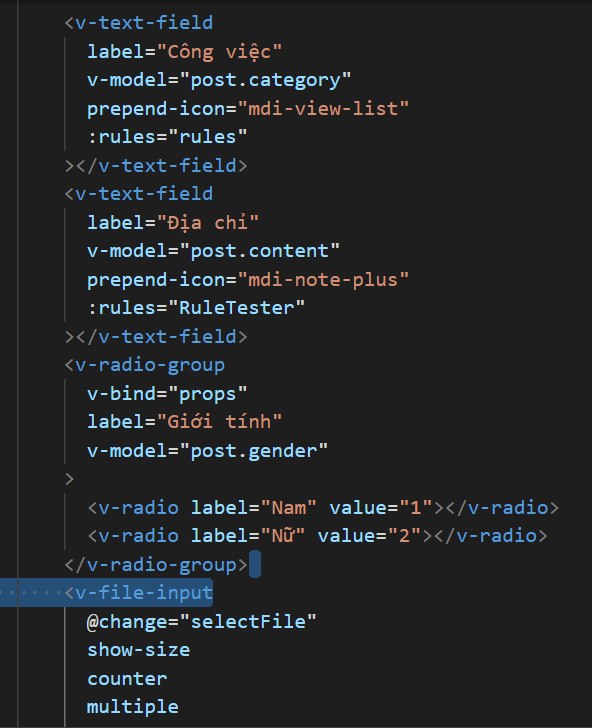 <v-text-field
label="Công việc"
v-model="post.category"
prepend-icon="mdi-view-list"
:rules="rules"
></v-text-field>
<v-text-field
label="Địa chỉ"
v-model="post.content"
prepend-icon="mdi-note-plus"
:rules="RuleTester"
></v-text-field>
<v-radio-group
v-bind="props"
label="Giới tính"
v-model="post.gender"
>
<v-radio label="Nam" value="1"></v-radio>
<v-radio label="Nữ" value="2"></v-radio>
</v-radio-group>
<v-file-input
@change="selectFile"
show-size
counter
multiple